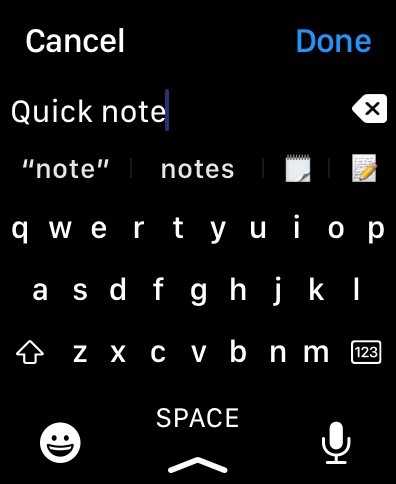 Cancel Done
Quick note
“note” notes
q w e r t y u i o p
a s d f g h j k l
z x c v b n m 123
SPACE